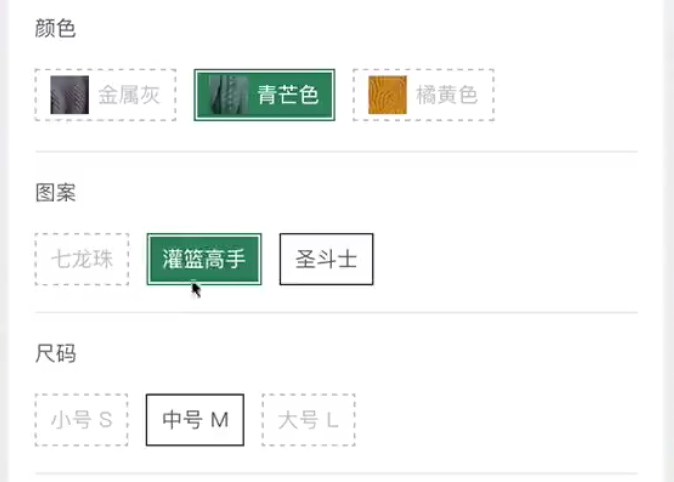 颜色
金属灰 青芒色 橘黄色
图案
七龙珠 灌篮高手 圣斗士
尺码
小号 S 中号 M 大号 L